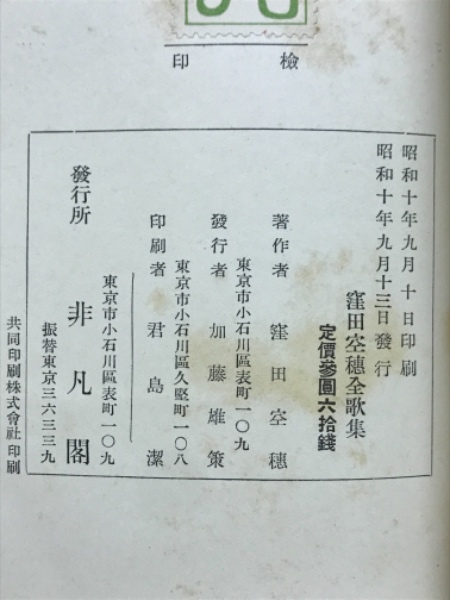 檢印
昭和十年九月十日印刷
昭和十年九月十三日發行
窪田空穗全歌集
定價參圓六拾錢
著作者　窪田空穗
東京市小石川區表町一〇九
發行者　加藤雄策
東京市小石川區久堅町一〇八
印刷者　君島潔
東京市小石川區表町一〇九
發行所　非凡閣
振替東京三六三三九
共同印刷株式會社印刷